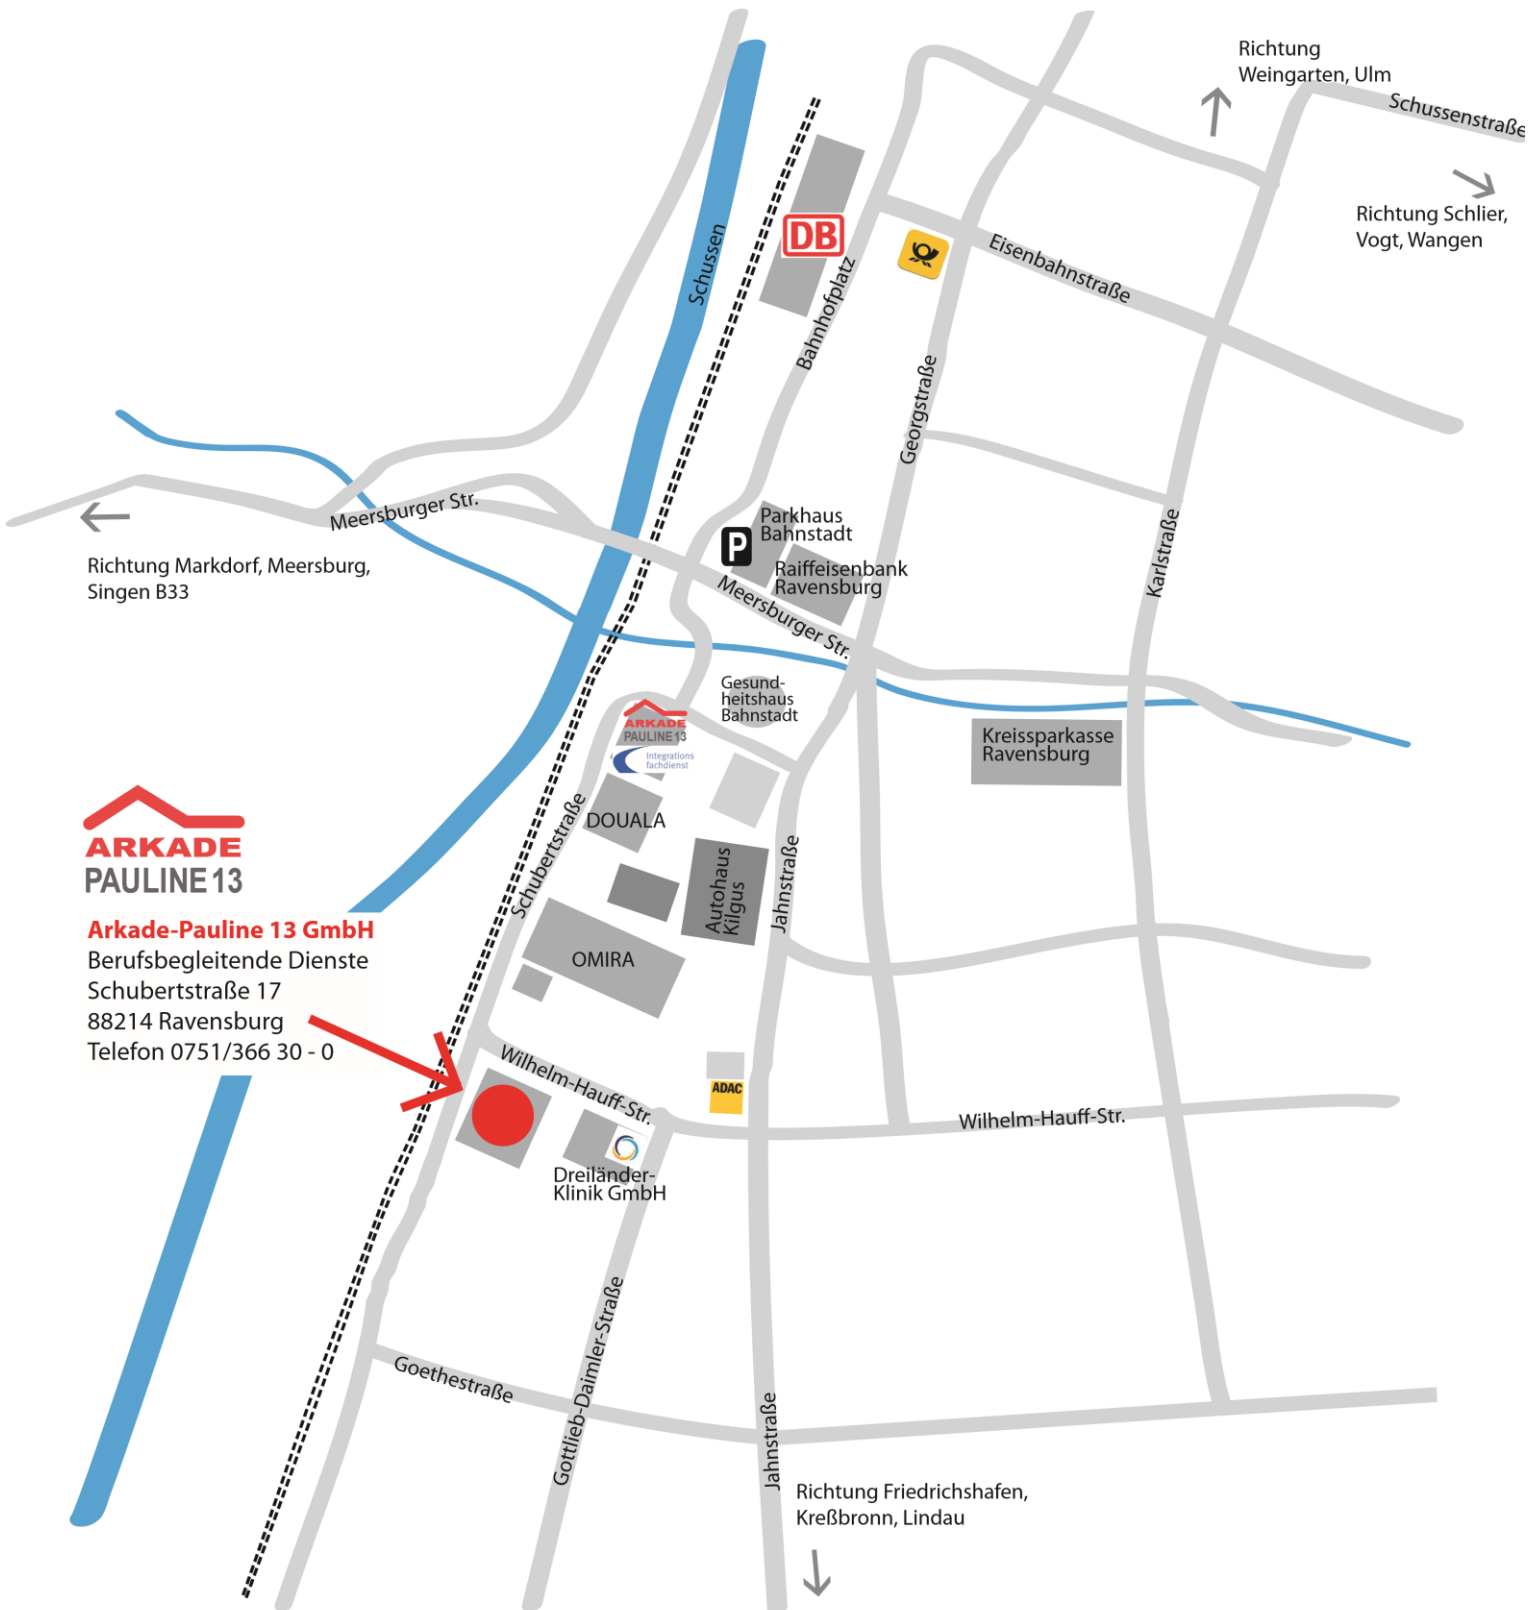 Richtung
Weingarten, Ulm
Schussenstraße
Richtung Schlier,
Vogt, Wangen
DB
Schussen
Bahnhofplatz
Eisenbahnstraße
Georgstraße
Meersburger Str.
Richtung Markdorf, Meersburg,
Singen B33
P
Parkhaus
Bahnstadt
Raiffeisenbank
Ravensburg
Meersburger Str.
Karlstraße
Gesund-
heitshaus
Bahnstadt
ARKADE
PAULINE 13
Integrations
fachdienst
Kreissparkasse
Ravensburg
DOUALA
Schubertstraße
Autohaus
Kilgus
Jahnstraße
OMIRA
ARKADE
PAULINE 13
Arkade-Pauline 13 GmbH
Berufsbegleitende Dienste
Schubertstraße 17
88214 Ravensburg
Telefon 0751/366 30 - 0
Wilhelm-Hauff-Str.
ADAC
Wilhelm-Hauff-Str.
Dreiländer-
Klinik GmbH
Goethestraße
Gottlieb-Daimler-Straße
Jahnstraße
Richtung Friedrichshafen,
Kreßbronn, Lindau